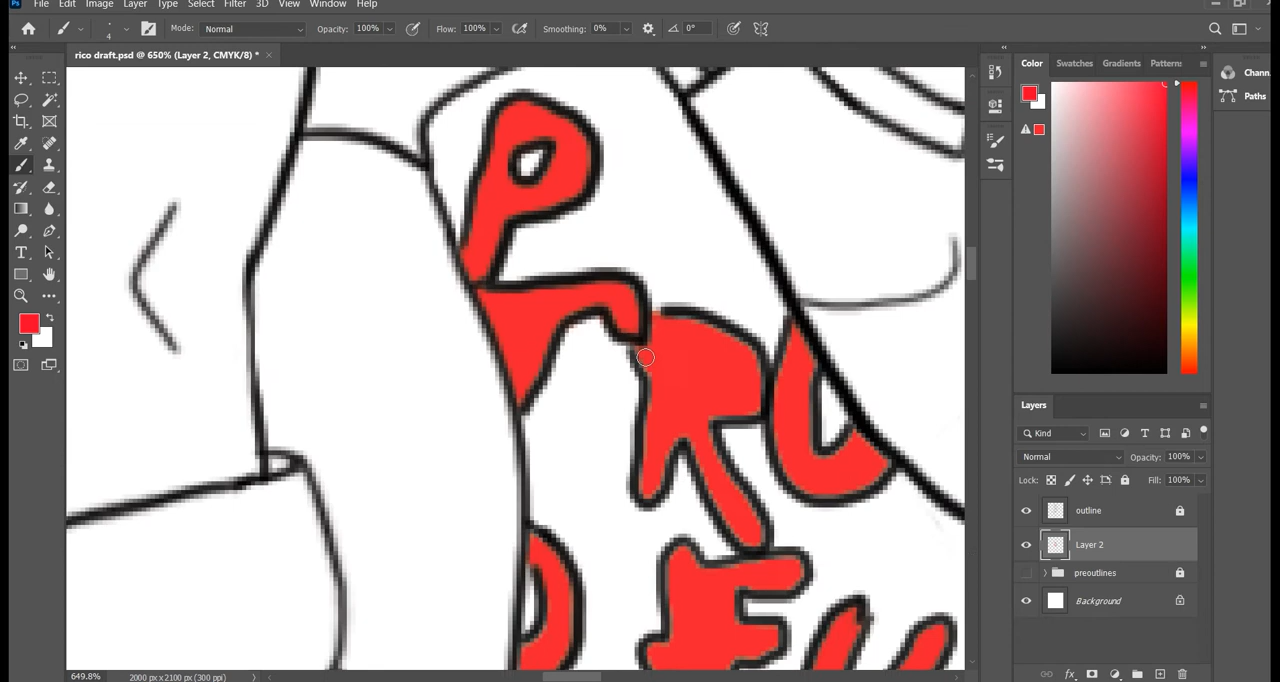 Ps File Edit Image Layer Type Select Filter 3D View Window Help
4 Mode: Normal Opacity: 100% Flow: 100% Smoothing: 0% 0°
rico draft.psd @ 650% (Layer 2, CMYK/8) *
Color Swatches Gradients Patterns
Chann
Paths
Layers
Kind
Normal Opacity: 100%
Lock: Fill: 100%
outline
Layer 2
preoutlines
Background
649.8% 2000 px x 2100 px (300 ppi)